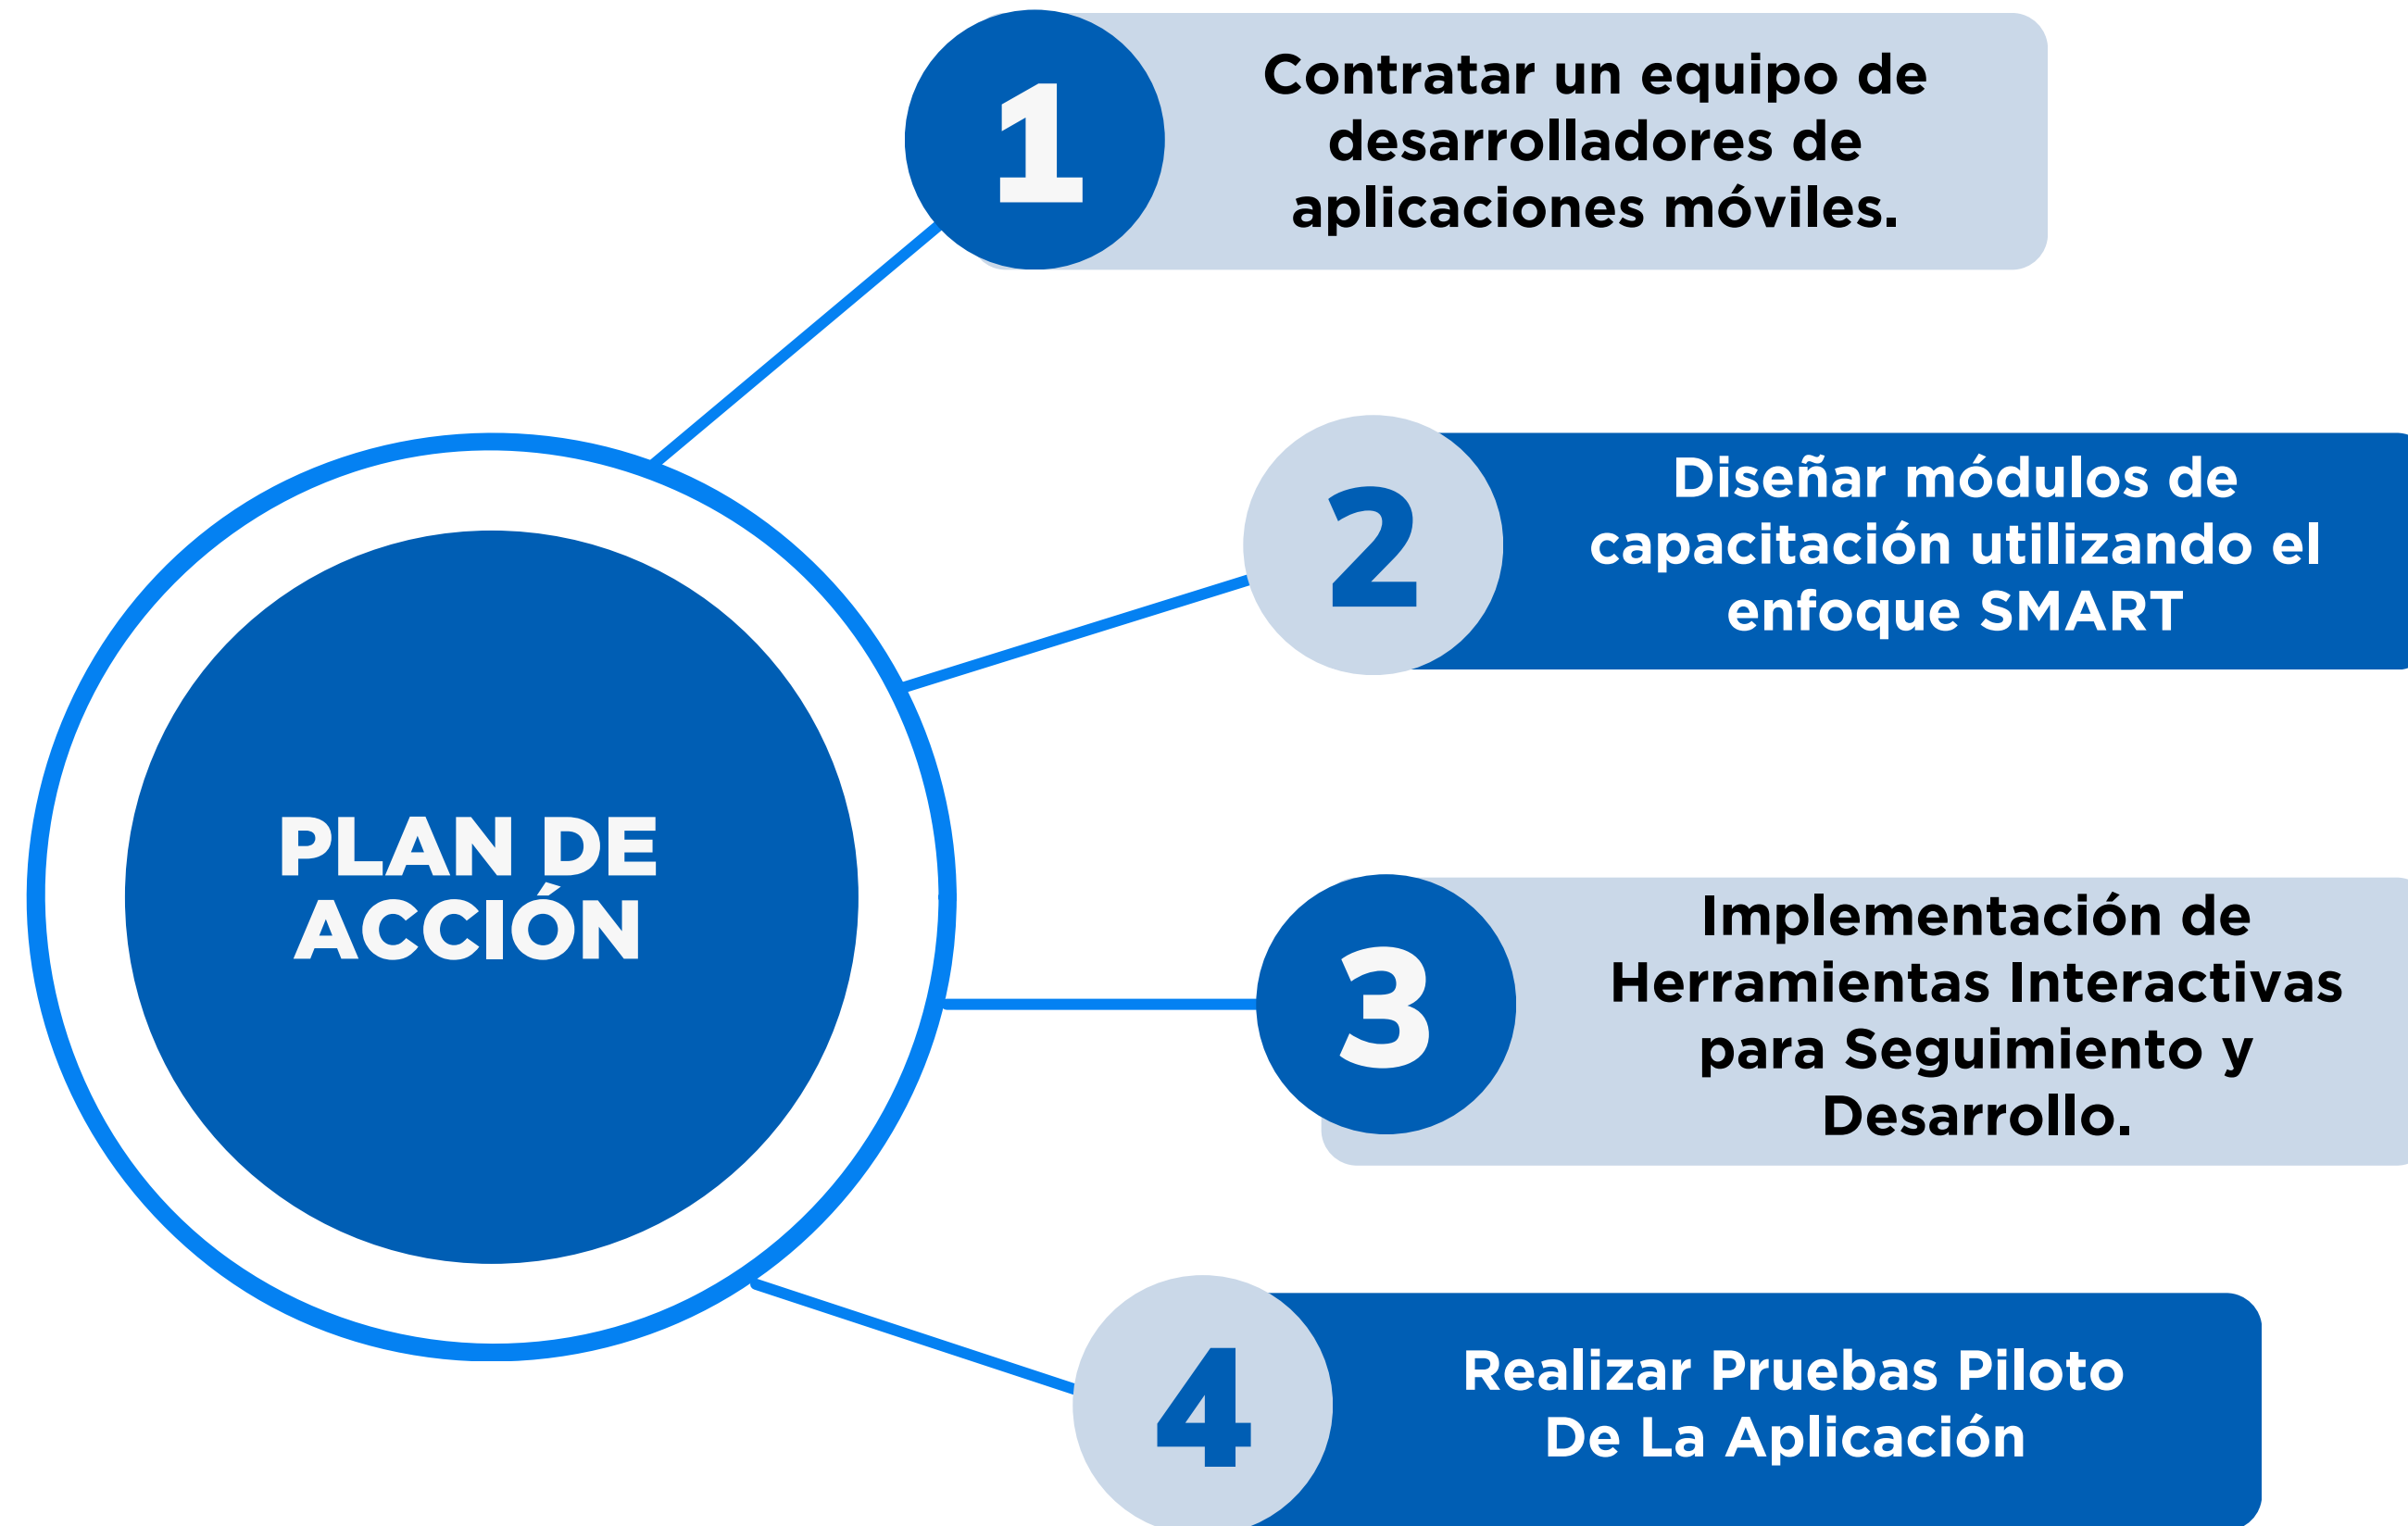 PLAN DE
ACCIÓN
1
Contratar un equipo de
desarrolladores de
aplicaciones móviles.
2
Diseñar módulos de
capacitación utilizando el
enfoque SMART
3
Implementación de
Herramientas Interactivas
para Seguimiento y
Desarrollo.
4
Realizar Pruebas Piloto
De La Aplicación